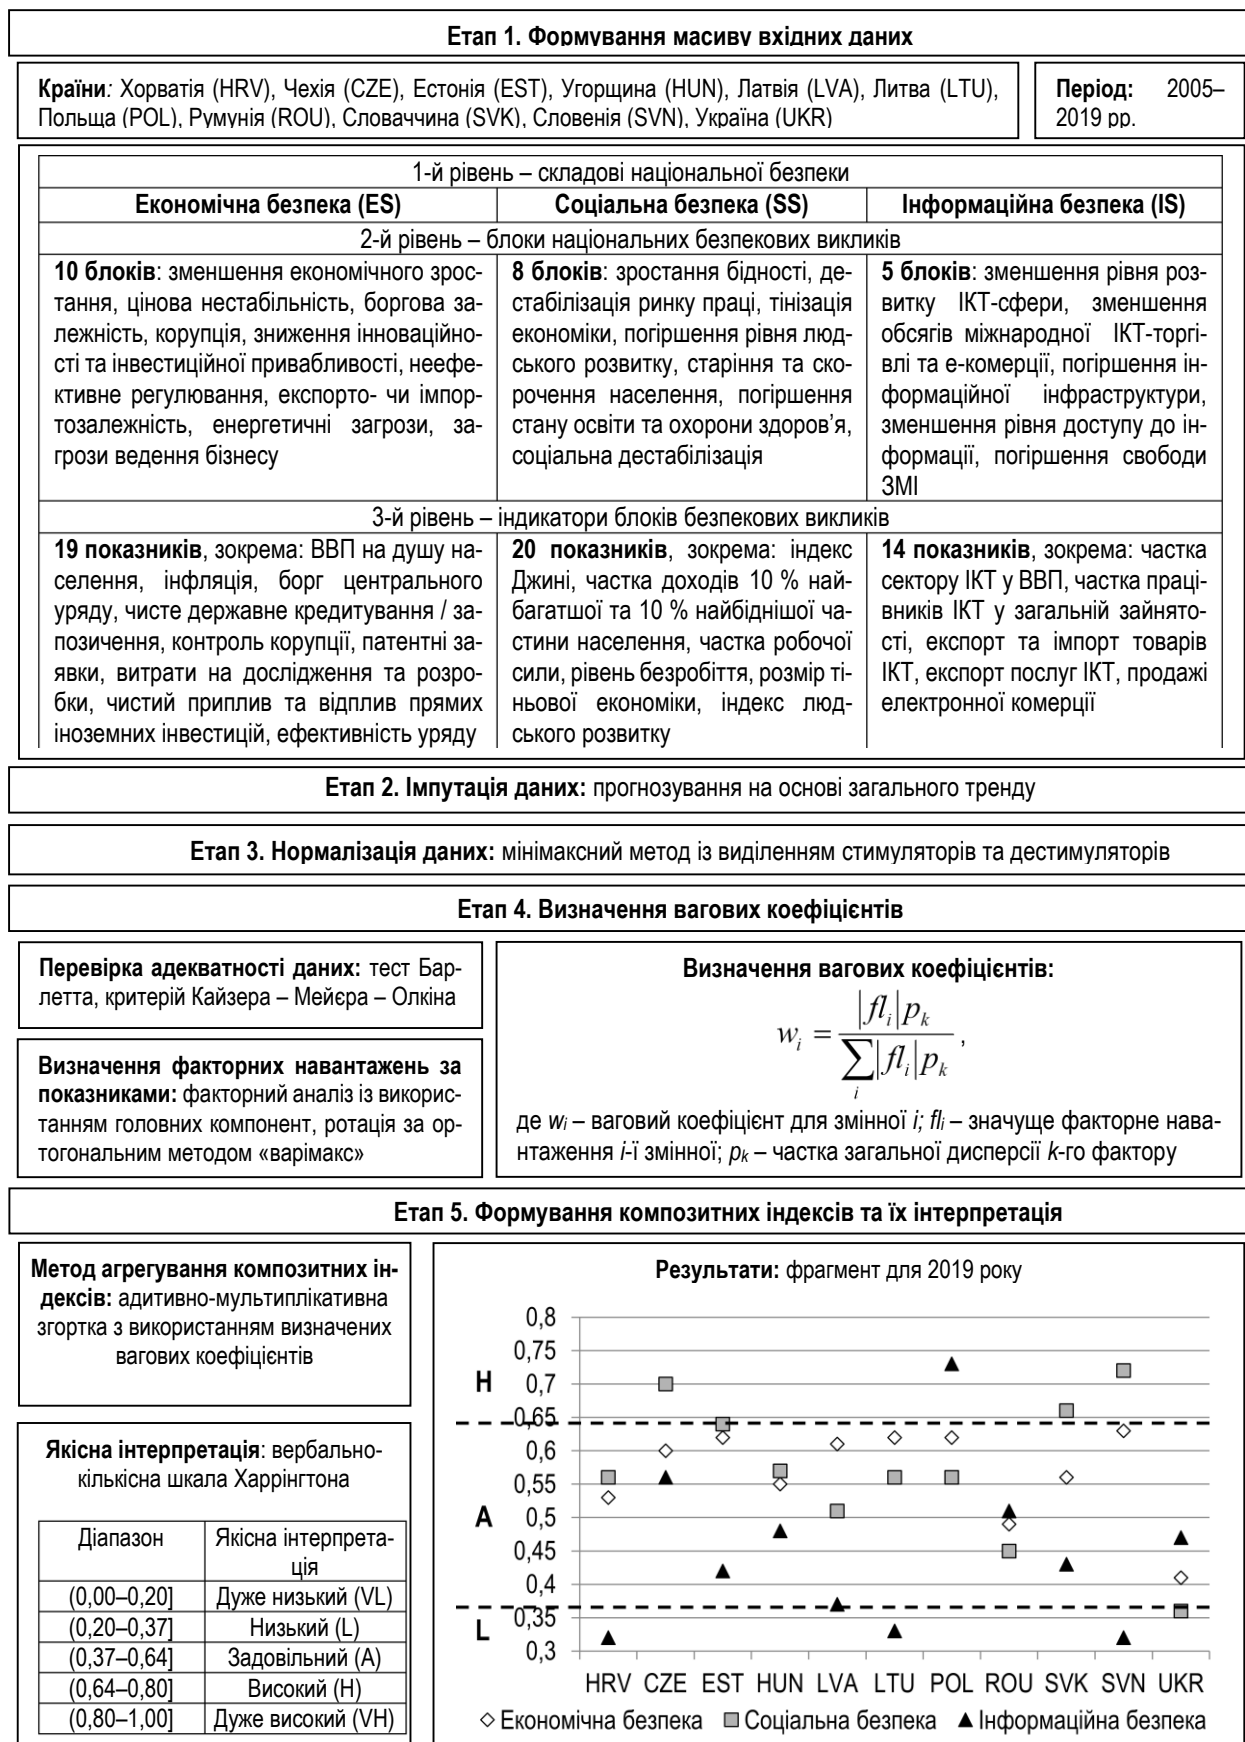 Етап 1. Формування масиву вхідних даних
Країни: Хорватія (HRV), Чехія (CZE), Естонія (EST), Угорщина (HUN), Латвія (LVA), Литва (LTU),
Польща (POL), Румунія (ROU), Словаччина (SVK), Словенія (SVN), Україна (UKR)
Період: 2005–
2019 рр.
1-й рівень – складові національної безпеки
Економічна безпека (ES)
Соціальна безпека (SS)
Інформаційна безпека (IS)
2-й рівень – блоки національних безпекових викликів
10 блоків: зменшення економічного зрос-
тання, цінова нестабільність, боргова за-
лежність, корупція, зниження інноваційно-
сті та інвестиційної привабливості, неефе-
ктивне регулювання, експорто- чи імпор-
тозалежність, енергетичні загрози, за-
грози ведення бізнесу
8 блоків: зростання бідності, де-
стабілізація ринку праці, тінізація
економіки, погіршення рівня люд-
ського розвитку, старіння та ско-
рочення населення, погіршення
стану освіти та охорони здоров’я,
соціальна дестабілізація
5 блоків: зменшення рівня роз-
витку ІКТ-сфери, зменшення
обсягів міжнародної ІКТ-торгі-
влі та е-комерції, погіршення ін-
формаційної інфраструктури,
зменшення рівня доступу до ін-
формації, погіршення свободи
ЗМІ
3-й рівень – індикатори блоків безпекових викликів
19 показників, зокрема: ВВП на душу на-
селення, інфляція, борг центрального
уряду, чисте державне кредитування / за-
позичення, контроль корупції, патентні за-
явки, витрати на дослідження та розро-
бки, чистий приплив та відплив прямих
іноземних інвестицій, ефективність уряду
20 показників, зокрема: індекс
Джині, частка доходів 10 % най-
багатшої та 10 % найбіднішої ча-
стини населення, частка робочої
сили, рівень безробіття, розмір ті-
ньової економіки, індекс люд-
ського розвитку
14 показників, зокрема: частка
сектору ІКТ у ВВП, частка праці-
вників ІКТ у загальній зайнято-
сті, експорт та імпорт товарів
ІКТ, експорт послуг ІКТ, продажі
електронної комерції
Етап 2. Імпутація даних: прогнозування на основі загального тренду
Етап 3. Нормалізація даних: мінімаксний метод із виділенням стимуляторів та дестимуляторів
Етап 4. Визначення вагових коефіцієнтів
Перевірка адекватності даних: тест Бар-
летта, критерій Кайзера – Мейєра – Олкіна
Визначення факторних навантажень за
показниками: факторний аналіз із викорис-
танням головних компонент, ротація за ор-
тогональним методом «варімакс»
Визначення вагових коефіцієнтів:
w_i = |fl_i| p_k / ∑_i |fl_i| p_k ,
де wi – ваговий коефіцієнт для змінної i; fli – значуще факторне нава-
нтаження i-ї змінної; pk – частка загальної дисперсії k-го фактору
Етап 5. Формування композитних індексів та їх інтерпретація
Метод агрегування композитних ін-
дексів: адитивно-мультиплікативна
згортка з використанням визначених
вагових коефіцієнтів
Якісна інтерпретація: вербально-
кількісна шкала Харрінгтона
Діапазон
Якісна інтерпрета-
ція
(0,00–0,20] Дуже низький (VL)
(0,20–0,37] Низький (L)
(0,37–0,64] Задовільний (A)
(0,64–0,80] Високий (H)
(0,80–1,00] Дуже високий (VH)
Результати: фрагмент для 2019 року
0,8
0,75
H
0,7
0,65
0,6
0,55
A
0,5
0,45
0,4
0,35
L
0,3
HRV CZE EST HUN LVA LTU POL ROU SVK SVN UKR
Економічна безпека Соціальна безпека Інформаційна безпека